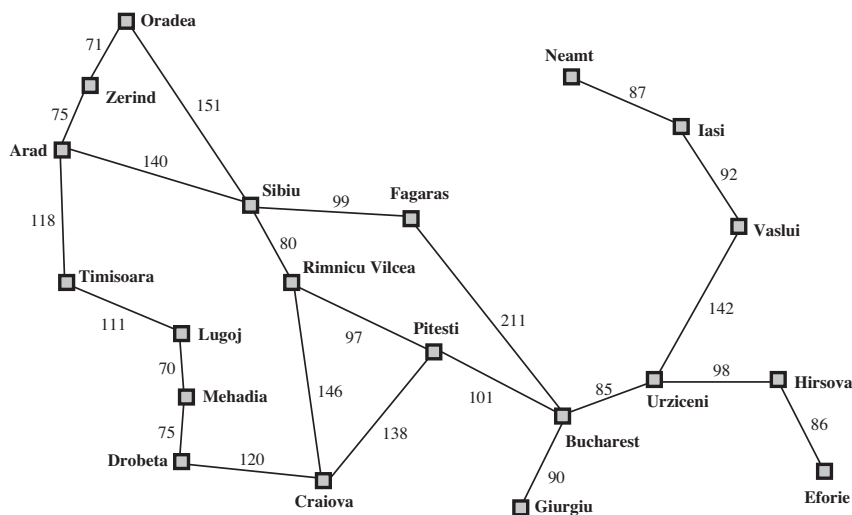 Oradea
71
Neamt
Zerind
87
75
151
Iasi
Arad
140
92
Sibiu
Fagaras
99
118
Vaslui
80
Rimnicu Vilcea
Timisoara
142
111
211
Lugoj
97
Pitesti
70
98
Hirsova
85
146
101
Urziceni
Mehadia
86
75
138
Bucharest
120
Drobeta
90
Craiova
Giurgiu
Eforie